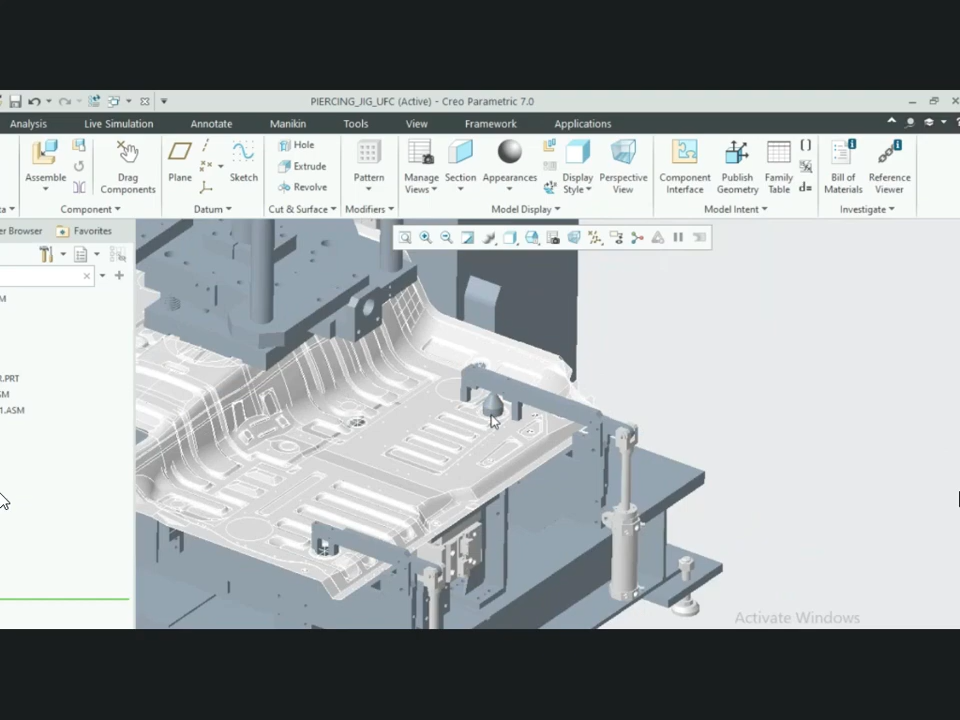 PIERCING_JIG_UFC (Active) - Creo Parametric 7.0
Analysis Live Simulation Annotate Manikin Tools View Framework Applications
Assemble
Drag Components
Plane
Sketch
Hole
Extrude
Revolve
Pattern
Manage Views
Section
Appearances
Display Style
Perspective View
Component Interface
Publish Geometry
Family Table
d=
Bill of Materials
Reference Viewer
Component
Datum
Cut & Surface
Modifiers
Model Display
Model Intent
Investigate
er Browser
Favorites
.PRT
1.ASM
Activate Windows